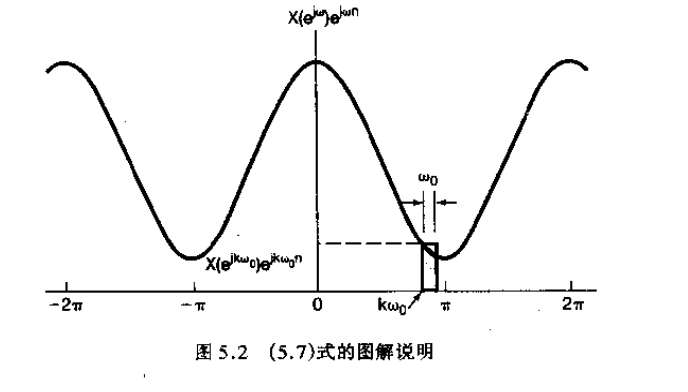 X(e^{jω})e^{jωn}
ω₀
X(e^{jkω₀})e^{jkω₀n}
-2π -π 0 kω₀ π 2π
图 5.2 (5.7)式的图解说明